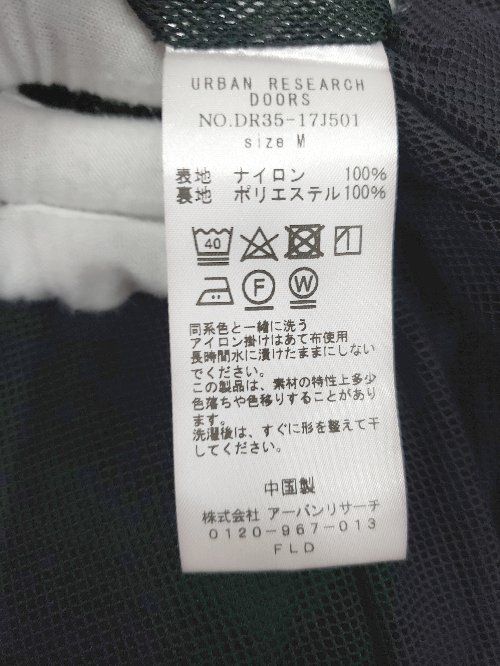 URBAN RESEARCH
DOORS
NO.DR35-17J501
size M
表地 ナイロン 100%
裏地 ポリエステル100%
40
F W
同系色と一緒に洗う
アイロン掛けはあて布使用
長時間水に漬けたままにしない
でください。
この製品は、素材の特性上多少
色落ちや色移りすることがあり
ます。
洗濯後は、すぐに形を整えて干
してください。
中国製
株式会社 アーバンリサーチ
0120-967-013
FLD